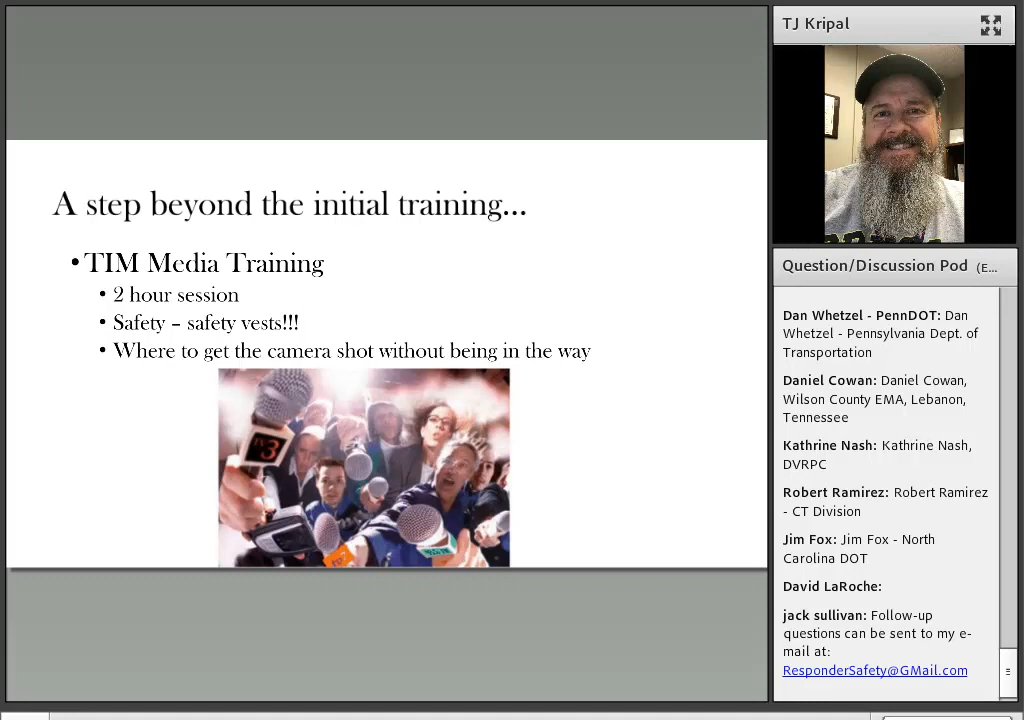 A step beyond the initial training...
• TIM Media Training
• 2 hour session
• Safety – safety vests!!!
• Where to get the camera shot without being in the way
3
TJ Kripal
Question/Discussion Pod (E...
Dan Whetzel - PennDOT: Dan
Whetzel - Pennsylvania Dept. of
Transportation
Daniel Cowan: Daniel Cowan,
Wilson County EMA, Lebanon,
Tennessee
Kathrine Nash: Kathrine Nash,
DVRPC
Robert Ramirez: Robert Ramirez
- CT Division
Jim Fox: Jim Fox - North
Carolina DOT
David LaRoche:
jack sullivan: Follow-up
questions can be sent to my e-
mail at:
ResponderSafety@GMail.com